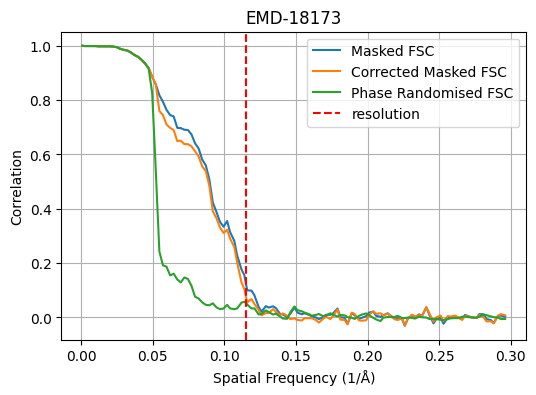 EMD-18173
Masked FSC
Corrected Masked FSC
Phase Randomised FSC
resolution
Correlation
1.0
0.8
0.6
0.4
0.2
0.0
0.00 0.05 0.10 0.15 0.20 0.25 0.30
Spatial Frequency (1/Å)